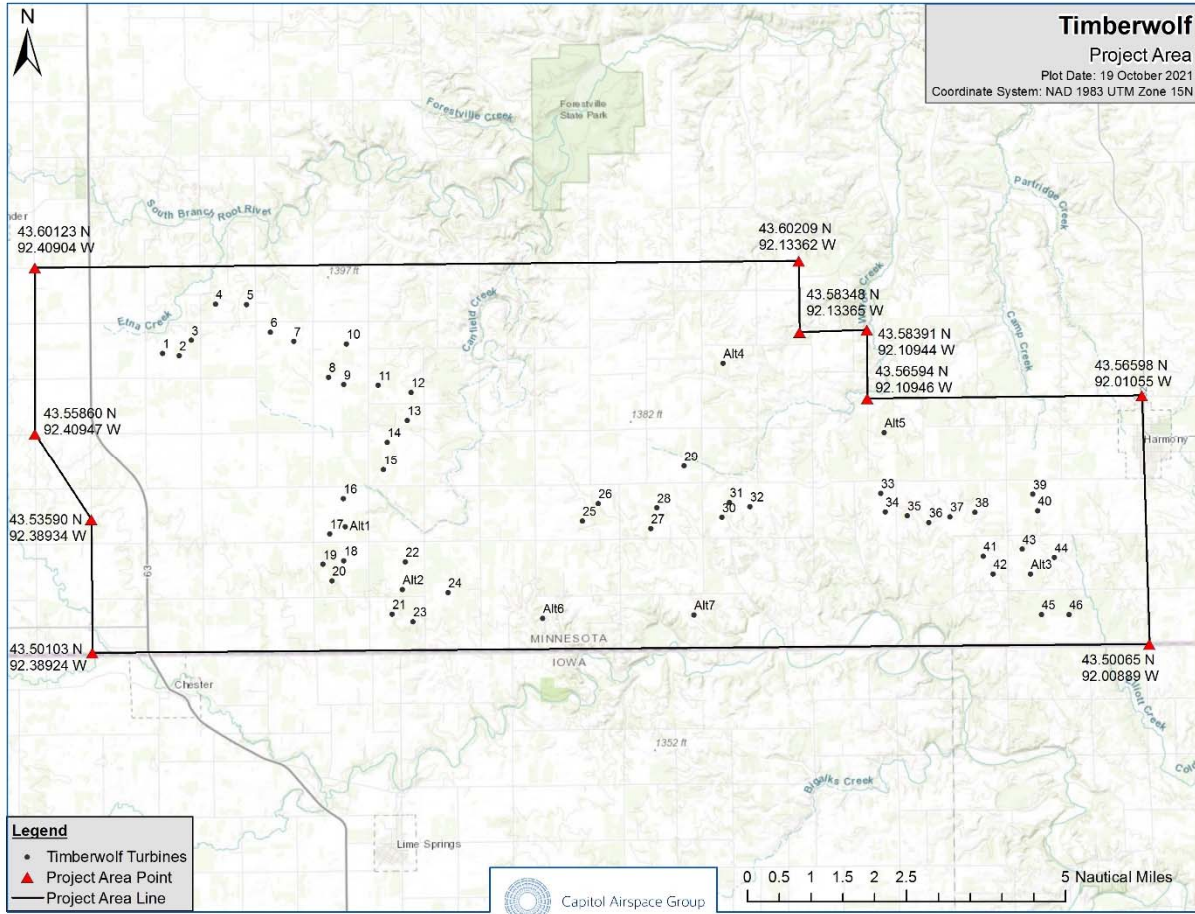 N
Timberwolf
Project Area
Plot Date: 19 October 2021
Coordinate System: NAD 1983 UTM Zone 15N
Forestville Creek
Forestville
State Park
Partridge Creek
South Branch Root River
nder
43.60123 N
92.40904 W
43.60209 N
92.13362 W
1397 ft
Etna Creek
Canfield Creek
Creek
Camp Creek
43.58348 N
92.13365 W
43.58391 N
92.10944 W
4
5
6
7
3
1
2
10
8
9
11
12
Alt4
43.56594 N
92.10946 W
43.56598 N
92.01055 W
43.55860 N
92.40947 W
13
1382 ft
Alt5
Harmony
14
15
29
16
33
39
26
28
31
32
34
35
36
37
38
40
43.53590 N
92.38934 W
17
Alt1
25
27
30
19
18
20
22
41
43
44
42
Alt3
Alt2
24
21
23
Alt6
Alt7
45
46
63
MINNESOTA
IOWA
43.50103 N
92.38924 W
43.50065 N
92.00889 W
Chester
1352 ft
Bigalks Creek
Creek
Lime Springs
Legend
Timberwolf Turbines
Project Area Point
Project Area Line
Capitol Airspace Group
0 0.5 1 1.5 2 2.5 5 Nautical Miles